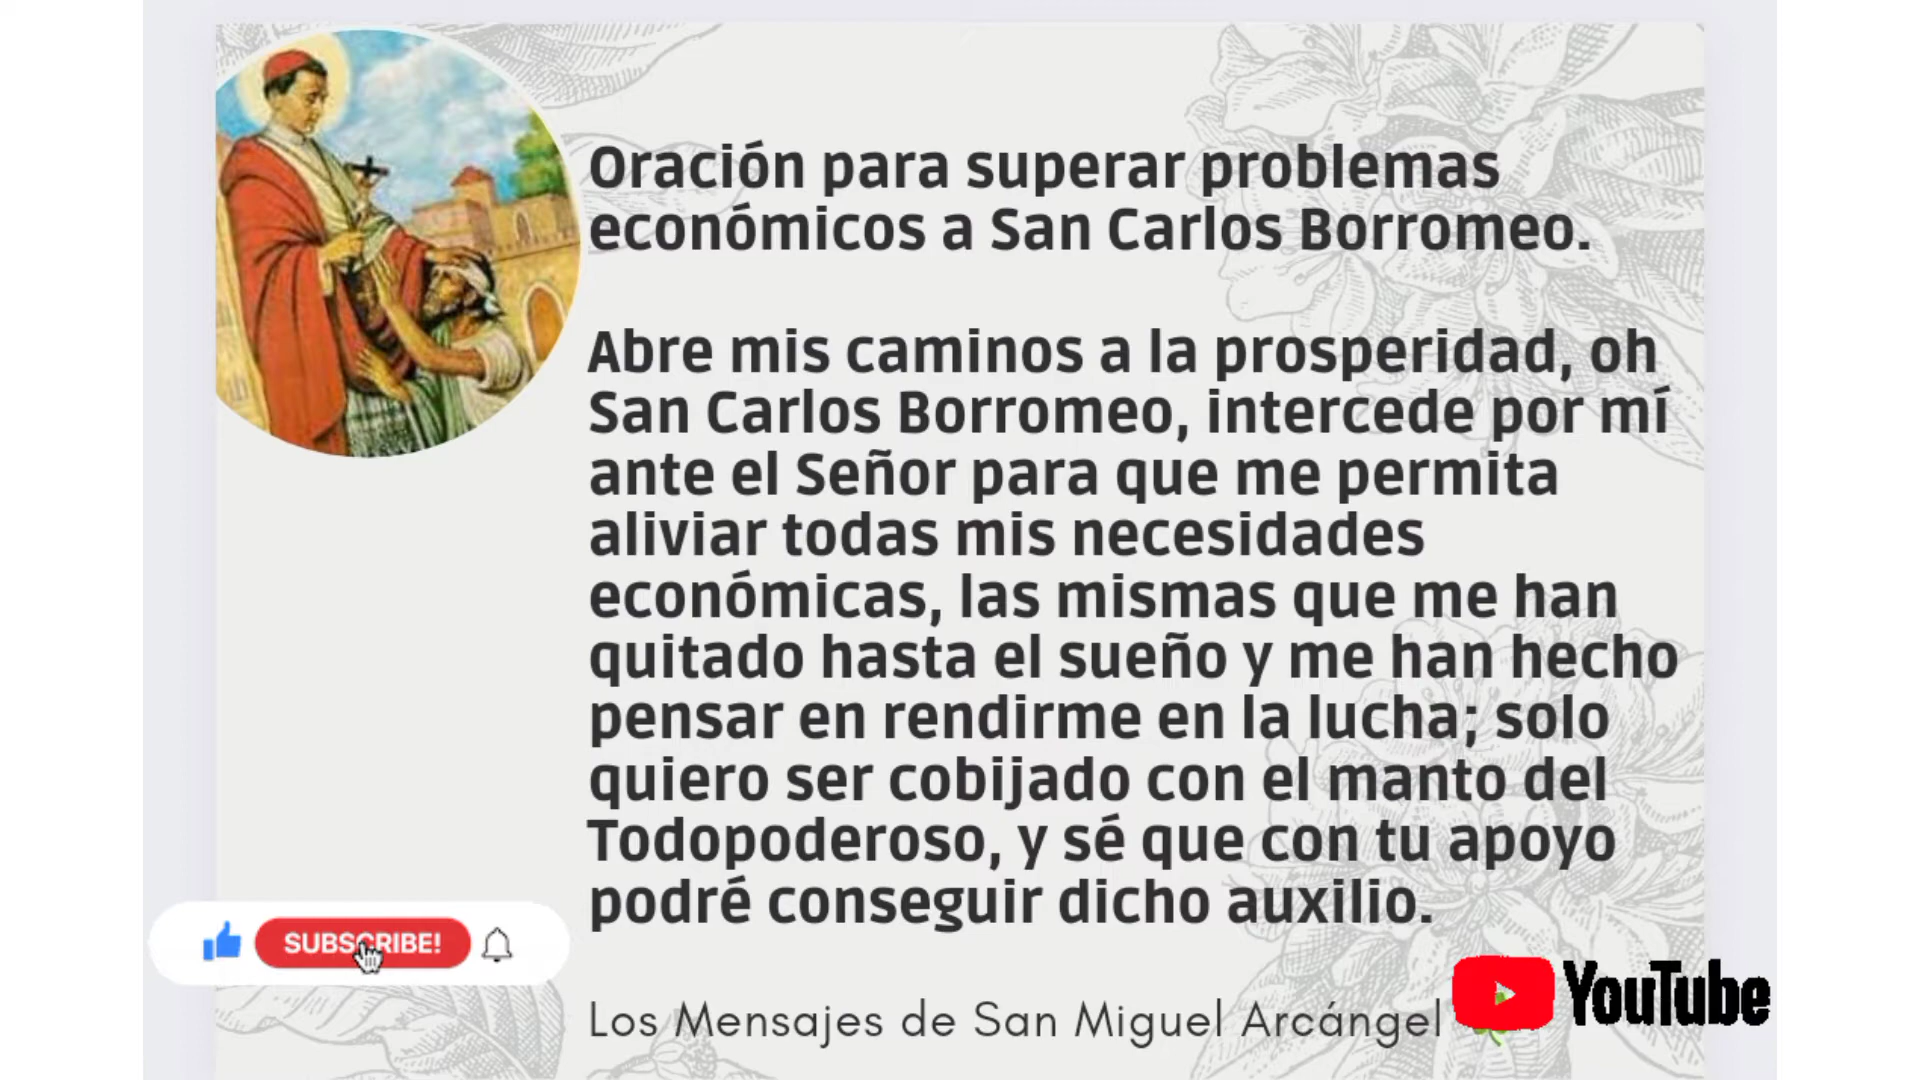 Oración para superar problemas
económicos a San Carlos Borromeo.
Abre mis caminos a la prosperidad, oh
San Carlos Borromeo, intercede por mí
ante el Señor para que me permita
aliviar todas mis necesidades
económicas, las mismas que me han
quitado hasta el sueño y me han hecho
pensar en rendirme en la lucha; solo
quiero ser cobijado con el manto del
Todopoderoso, y sé que con tu apoyo
podré conseguir dicho auxilio.
SUBSCRIBE!
Los Mensajes de San Miguel Arcángel
YouTube